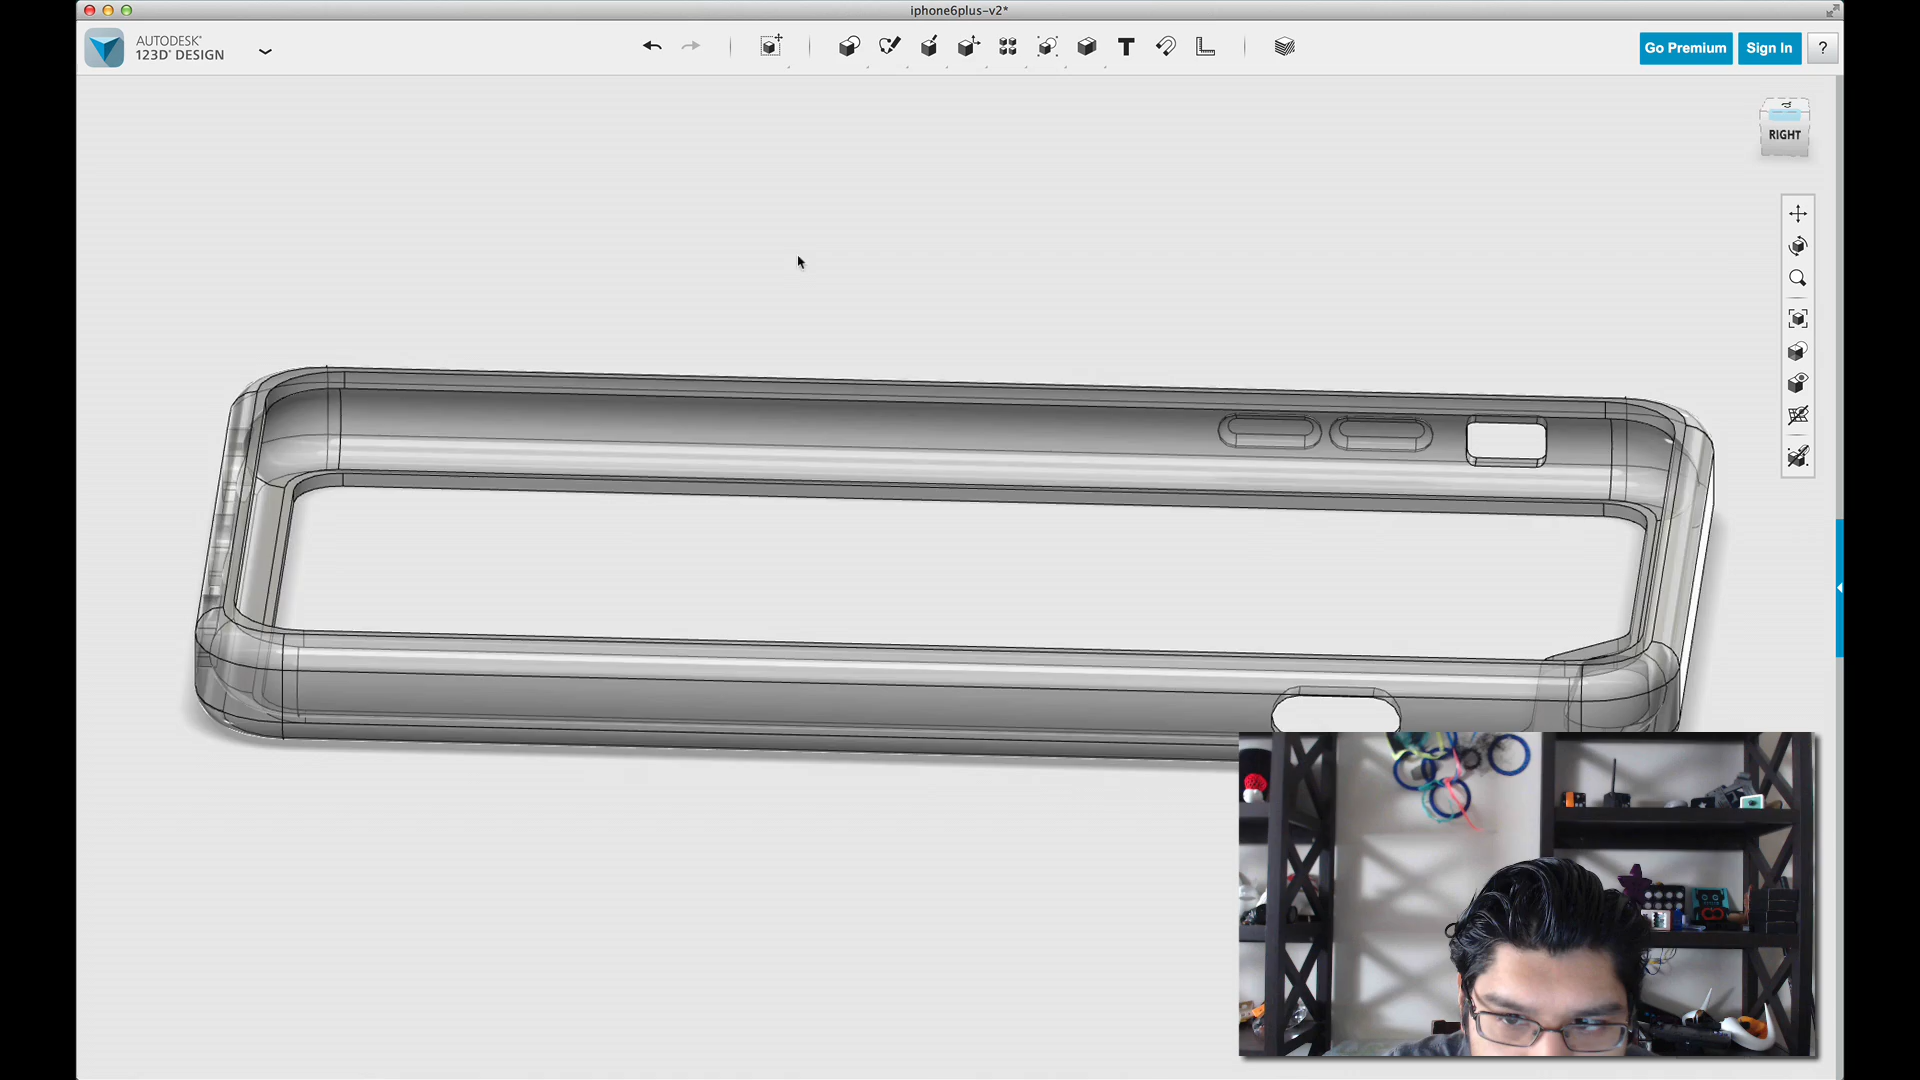 iphone6plus-v2*
AUTODESK®
123D® DESIGN
T
Go Premium
Sign In
?
RIGHT